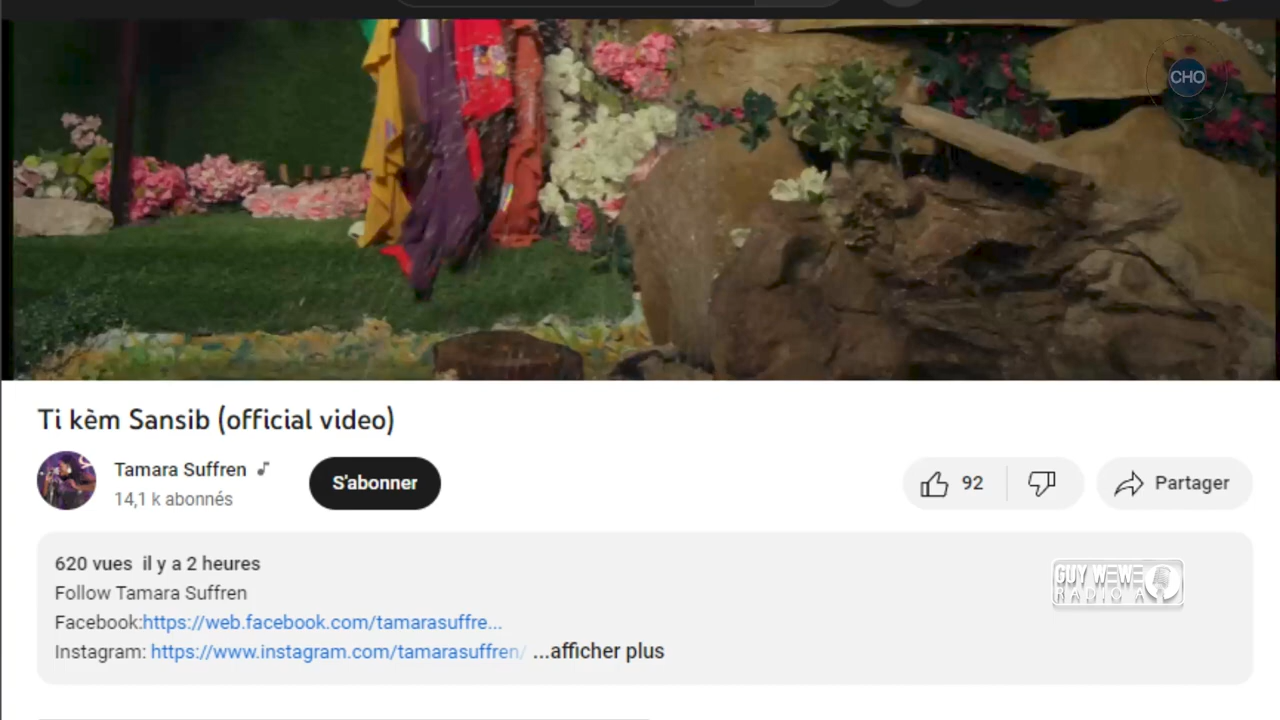 CHO
Ti kèm Sansib (official video)
Tamara Suffren
14,1 k abonnés
S'abonner
92
Partager
620 vues il y a 2 heures
Follow Tamara Suffren
Facebook:https://web.facebook.com/tamarasuffre...
Instagram: https://www.instagram.com/tamarasuffren/ ...afficher plus
GUY WEWE
RADIO A